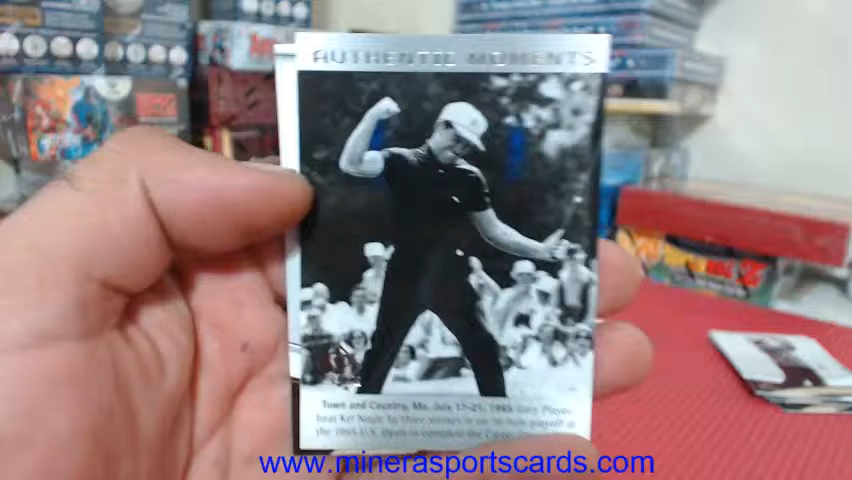 AUTHENTIC MOMENTS
Town and Country, Mo. July 17-21, 1965 Gary Player
beat Kel Nagle by three strokes in an 18-hole playoff at
the 1965 U.S. Open to complete the Career
www.minerasportscards.com